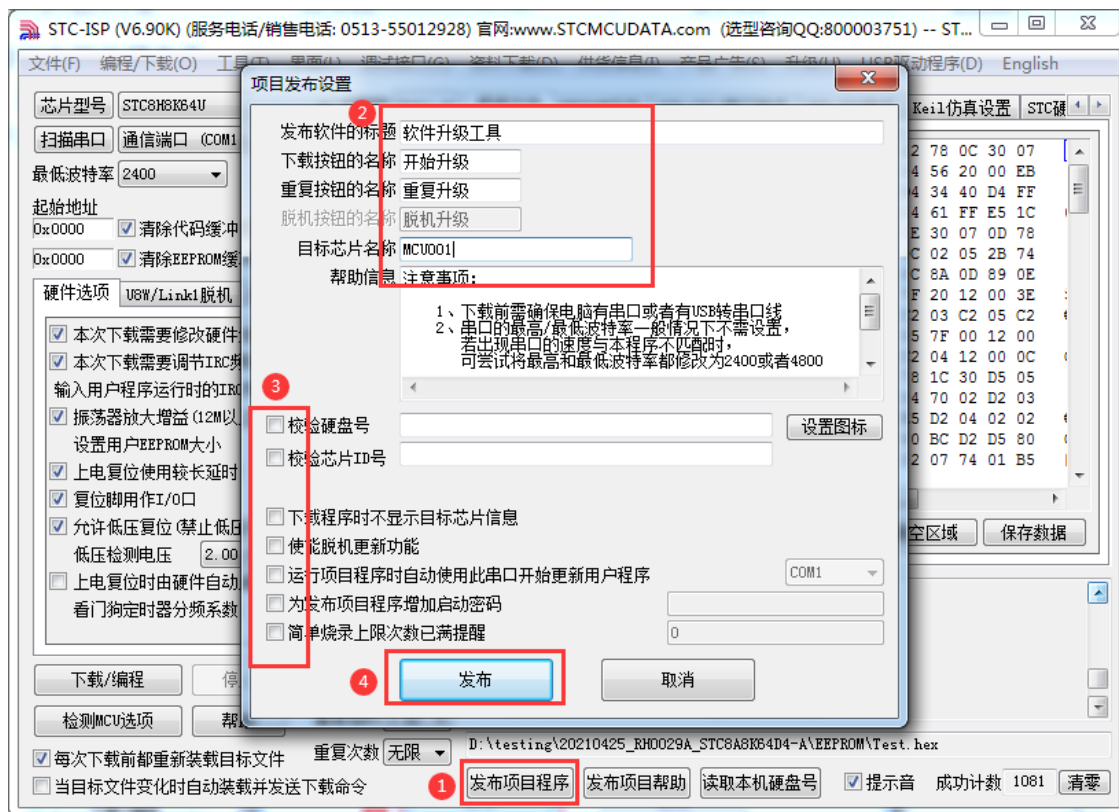 STC-ISP (V6.90K) (服务电话/销售电话: 0513-55012928) 官网:www.STCMCUDATA.com (选型咨询QQ:800003751) -- ST...
文件(F) 编程/下载(O) 工具(T) 界面(L) 调试接口(G) 资料下载(D) 供货信息(I) 产品广告(S) 升级(U) USB驱动程序(D) English
项目发布设置
2
发布软件的标题 软件升级工具
下载按钮的名称 开始升级
重复按钮的名称 重复升级
脱机按钮的名称 脱机升级
目标芯片名称 MCU001
帮助信息 注意事项:
1、下载前需确保电脑有串口或者有USB转串口线
2、串口的最高/最低波特率一般情况下不需设置,
若出现串口的速度与本程序不匹配时,
可尝试将最高和最低波特率都修改为2400或者4800
3
校验硬盘号 设置图标
校验芯片ID号
下载程序时不显示目标芯片信息
使能脱机更新功能
运行项目程序时自动使用此串口开始更新用户程序 COM1
为发布项目程序增加启动密码
简单烧录上限次数已满提醒 0
4 发布 取消
芯片型号 STC8H8K64U
扫描串口 通信端口 (COM1
最低波特率 2400
起始地址
0x0000 清除代码缓冲
0x0000 清除EEPROM缓
硬件选项 U8W/Link1脱机
本次下载需要修改硬件
本次下载需要调节IRC频
输入用户程序运行时的IRC
振荡器放大增益(12M以
设置用户EEPROM大小
上电复位使用较长延时
复位脚用作I/O口
允许低压复位(禁止低压
低压检测电压 2.00
上电复位时由硬件自动
看门狗定时器分频系数
Keil仿真设置 STC硬
2 78 0C 30 07
4 56 20 00 EB
4 34 40 D4 FF
4 61 FF E5 1C
E 30 07 0D 78
C 02 05 2B 74
C 8A 0D 89 0E
F 20 12 00 3E
2 03 C2 05 C2
5 7F 00 12 00
2 04 12 00 0C
8 1C 30 D5 05
4 70 02 D2 03
5 D2 04 02 02
0 BC D2 D5 80
2 07 74 01 B5
空区域 保存数据
下载/编程 停
检测MCU选项
每次下载前都重新装载目标文件 重复次数 无限 D:\testing\20210425_RH0029A_STC8A8K64D4-A\EEPROM\Test.hex
当目标文件变化时自动装载并发送下载命令 1 发布项目程序 发布项目帮助 读取本机硬盘号 提示音 成功计数 1081 清零